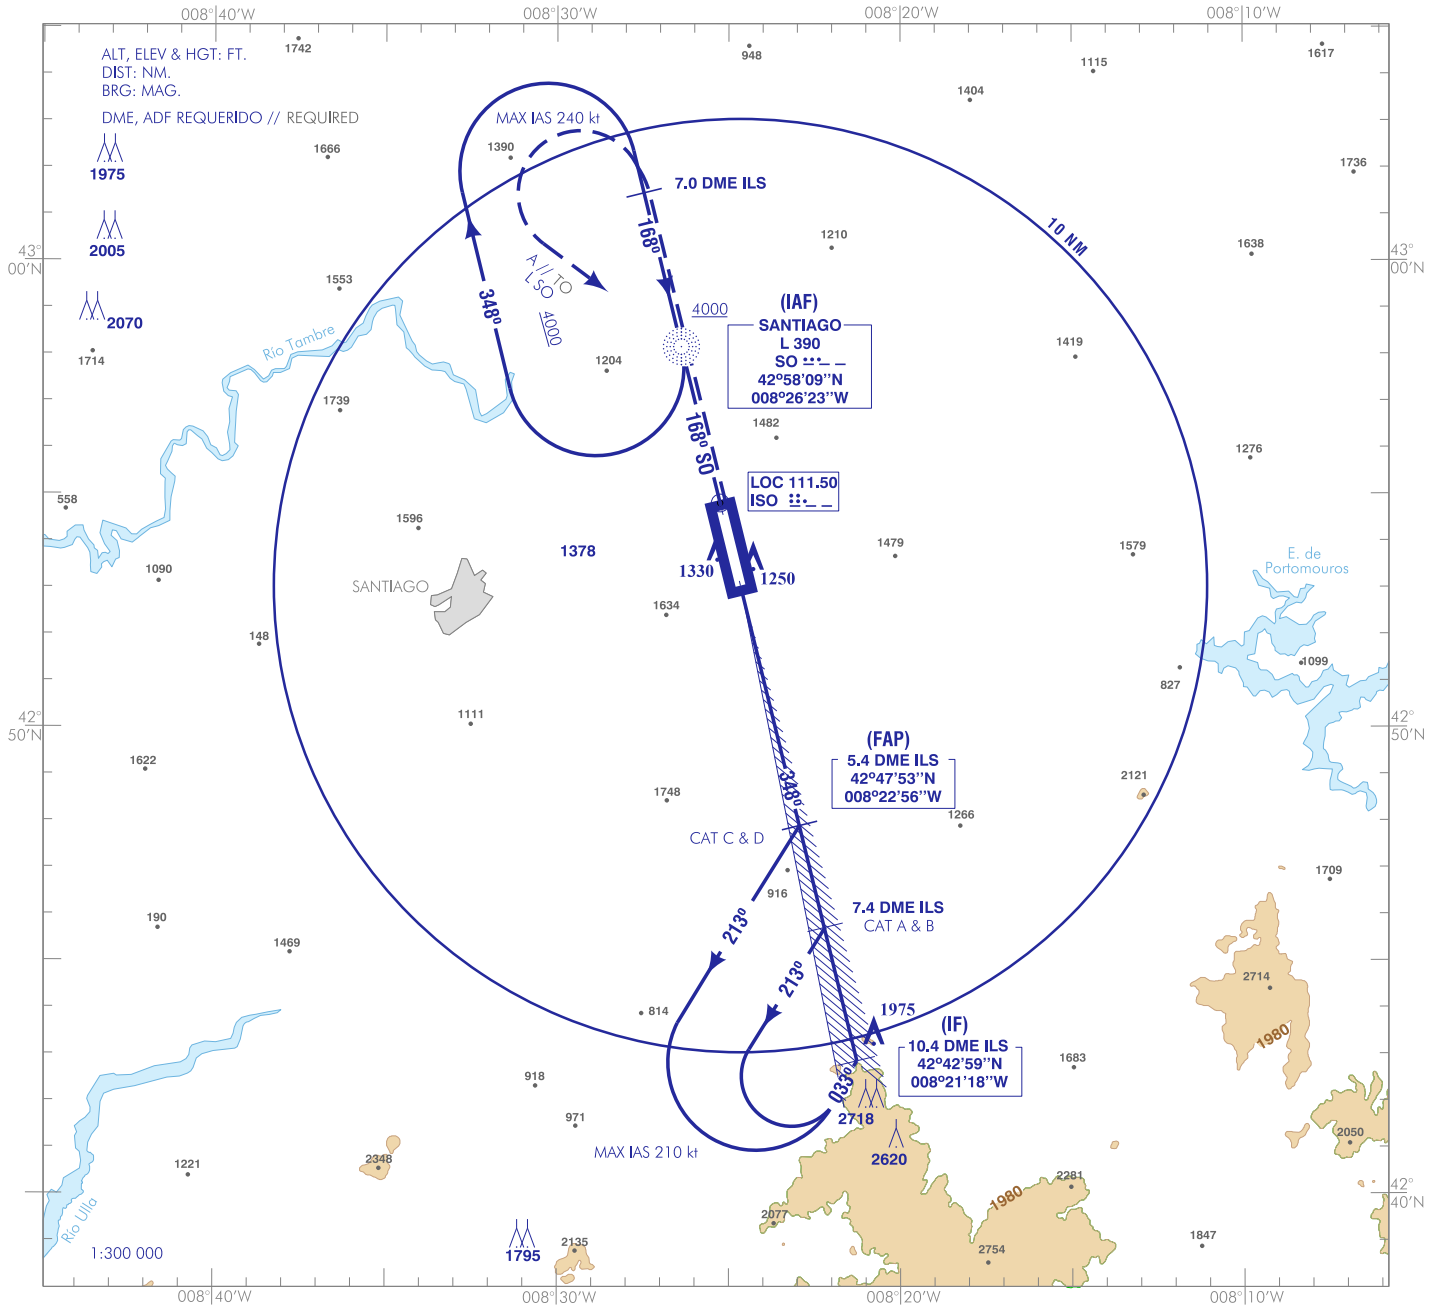 008°40'W
008°30'W
008°20'W
008°10'W
ALT, ELEV & HGT: FT.
DIST: NM.
BRG: MAG.
DME, ADF REQUERIDO // REQUIRED
1742
948
1115
1617
1404
MAX IAS 240 kt
1975
1666
1390
1736
7.0 DME ILS
168°
10 NM
2005
1210
1638
43°
00'N
43°
00'N
A // TO
L SO 4000
1553
348°
2070
4000
(IAF)
SANTIAGO
L 390
SO
42°58'09''N
008°26'23''W
1714
Río Tambre
1204
1419
1739
1482
168° SO
1276
LOC 111.50
ISO
558
1596
1378
1479
1579
E. de
Portomouros
1090
SANTIAGO
1330
1250
1634
148
1099
827
1111
42°
50'N
42°
50'N
(FAP)
5.4 DME ILS
42°47'53''N
008°22'56''W
1622
348°
2121
1748
1266
CAT C & D
916
1709
7.4 DME ILS
CAT A & B
190
213°
1469
213°
2714
814
1975
(IF)
10.4 DME ILS
42°42'59''N
008°21'18''W
1980
1683
918
033°
971
2718
2050
MAX IAS 210 kt
2620
2348
1221
2281
1980
42°
40'N
42°
40'N
Río Ulla
2077
1:300 000
1795
2135
2754
1847
008°40'W
008°30'W
008°20'W
008°10'W